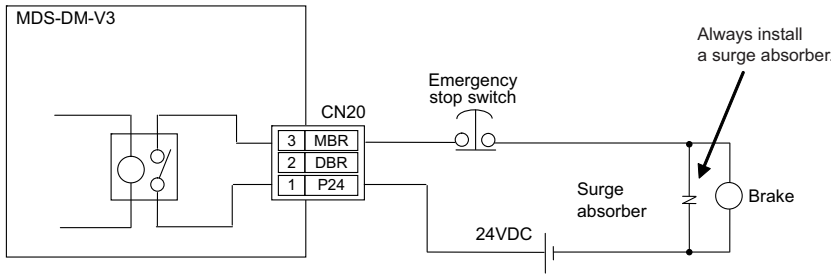 MDS-DM-V3
Always install
a surge absorber.
Emergency
stop switch
CN20
3 MBR
2 DBR
1 P24
Surge
absorber
Brake
24VDC